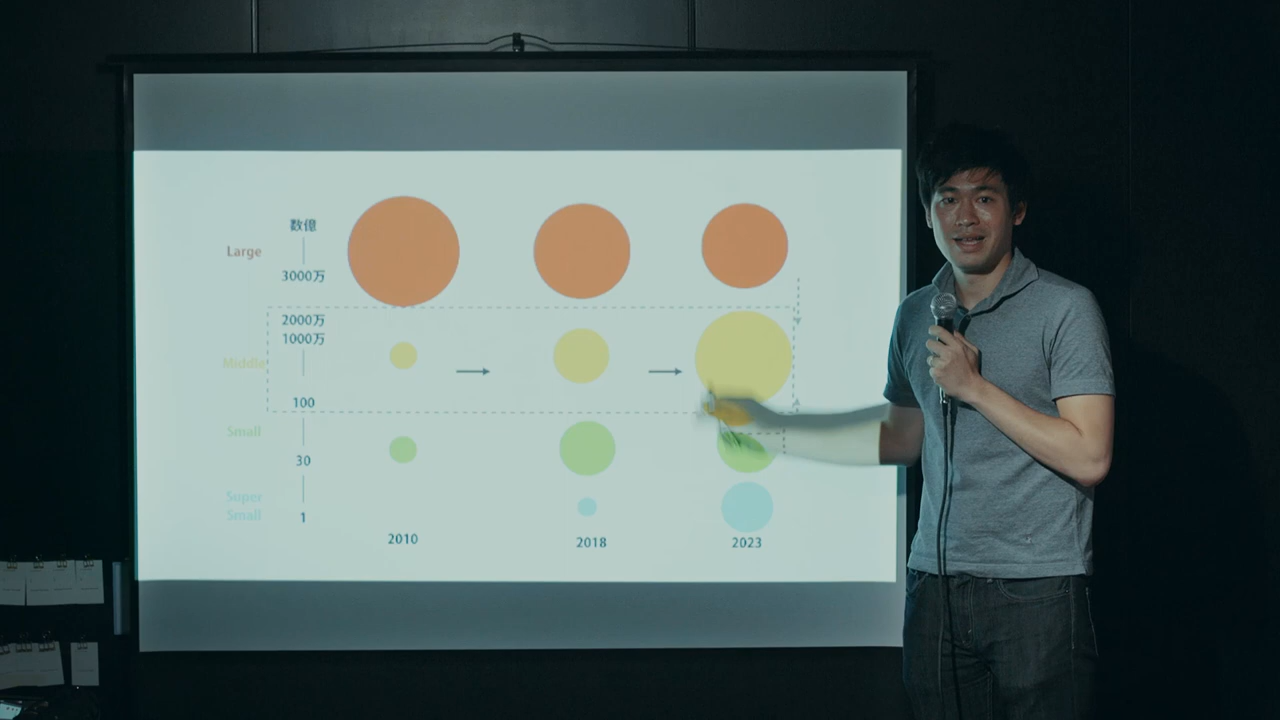 数億
Large
3000万
2000万
1000万
Middle
100
Small
30
Super
Small
1
2010
2018
2023